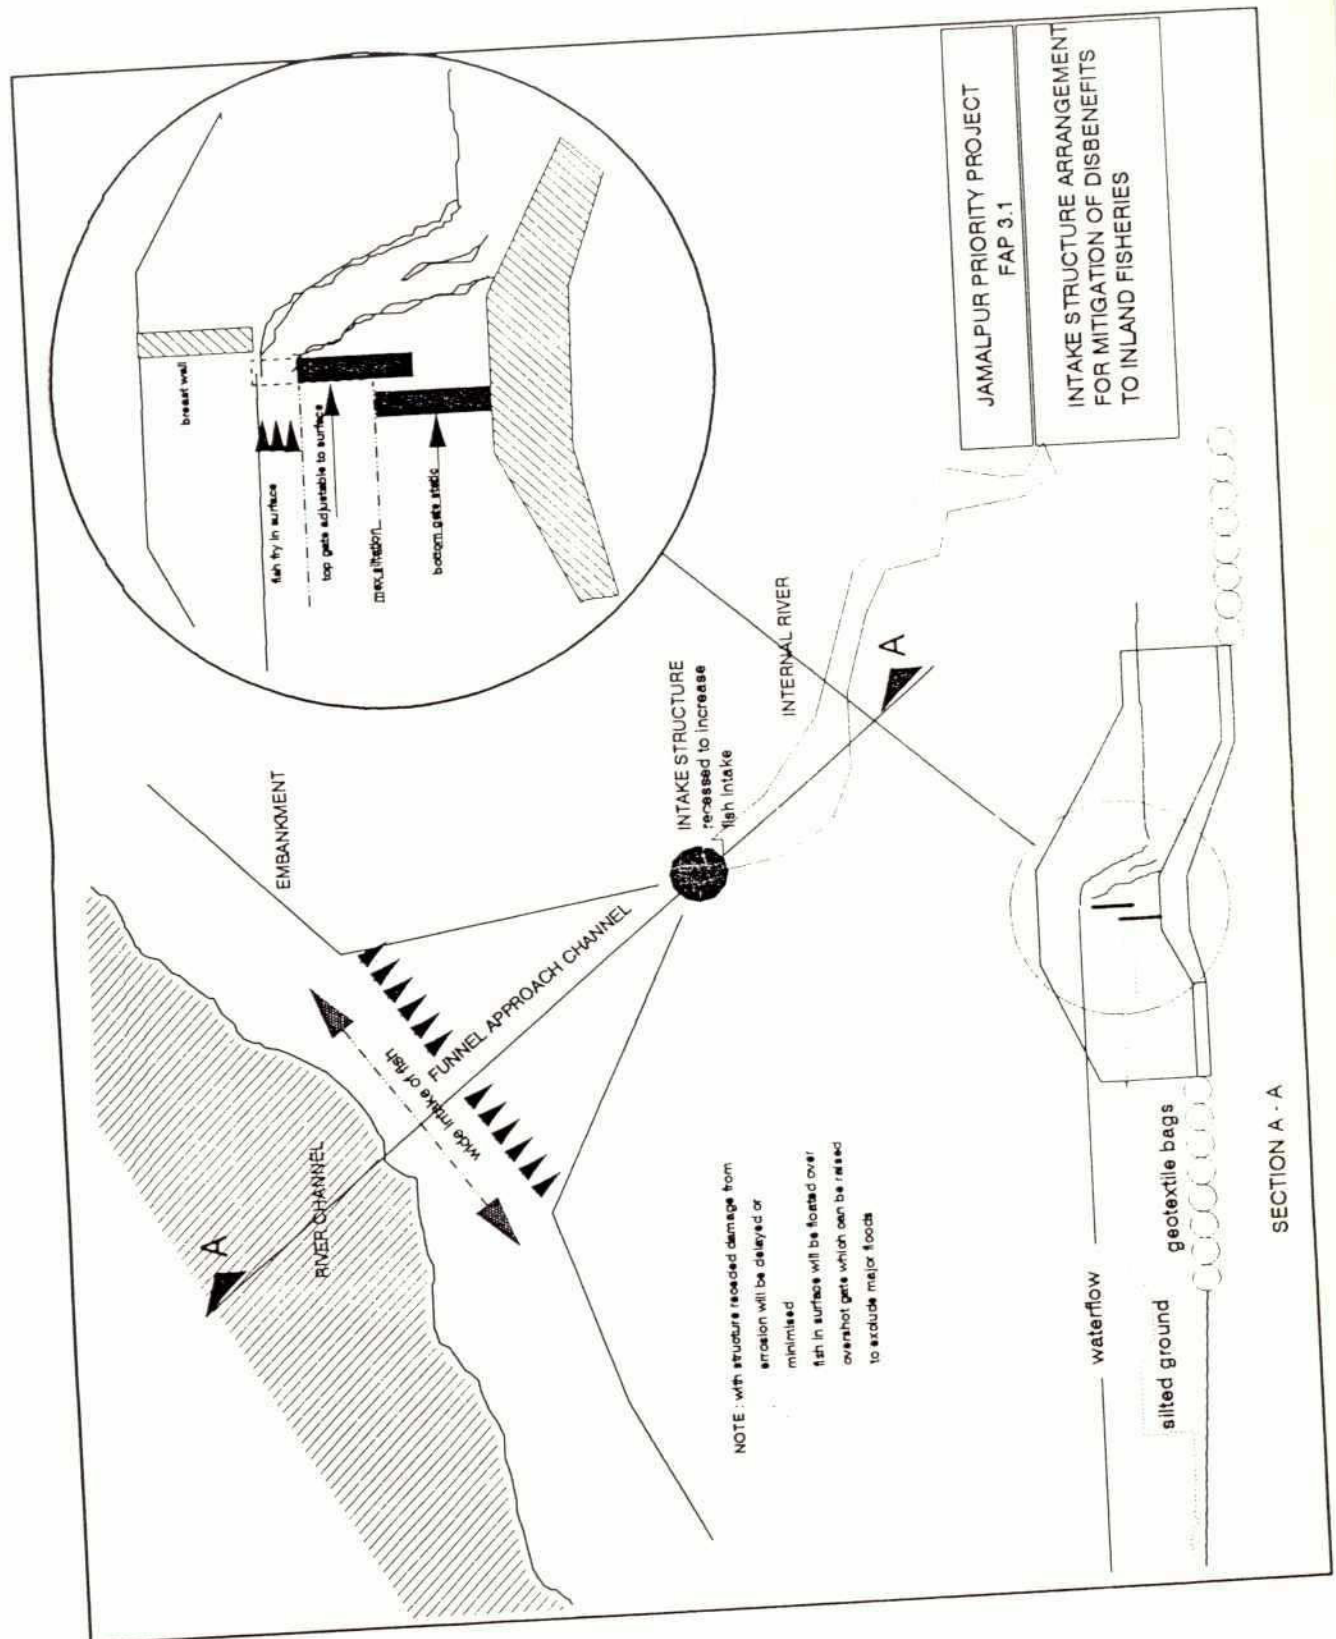 JAMALPUR PRIORITY PROJECT
FAP 3.1
INTAKE STRUCTURE ARRANGEMENT
FOR MITIGATION OF DISBENEFITS
TO INLAND FISHERIES
breast wall
fish fry in surface
top gate adjustable to surface
max siltation
bottom gate static
EMBANKMENT
RIVER CHANNEL
A
wide intake of fish
FUNNEL APPROACH CHANNEL
INTAKE STRUCTURE
recessed to increase
fish intake
INTERNAL RIVER
A
NOTE : with structure receded damage from
errosion will be delayed or
minimised
fish in surface will be floated over
overshot gate which can be raised
to exclude major floods
waterflow
silted ground
geotextile bags
SECTION A - A